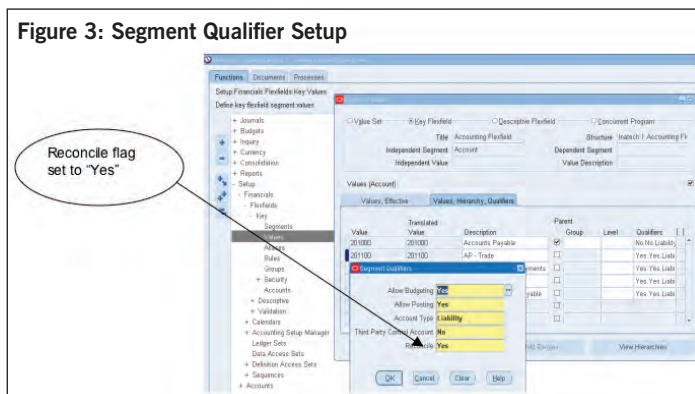 Figure 3: Segment Qualifier Setup
Functions Documents Processes
Setup:Financials:Flexfields:Key:Values
Define key flexfield segment values
+ Journals
+ Budgets
+ Inquiry
+ Currency
+ Consolidation
+ Reports
- Setup
- Financials
- Flexfields
- Key
Segments
Values
Aliases
Rules
Groups
+ Security
Accounts
+ Descriptive
+ Validation
+ Calendars
+ Accounting Setup Manager
Ledger Sets
Data Access Sets
+ Definition Access Sets
+ Sequences
+ Accounts
Reconcile flag
set to “Yes”
Value Set Key Flexfield Descriptive Flexfield Concurrent Program
Title Accounting Flexfield Structure Accounting Fl
Independent Segment Account Dependent Segment
Independent Value Value Description
Values (Account)
Values, Effective Values, Hierarchy, Qualifiers
Translated Parent
Value Value Description Group Level Qualifiers
201000 201000 Accounts Payable No.No.Liability
201100 201100 AP - Trade Yes.Yes.Liabi
ements Yes.Yes.Liabi
yable Yes.Yes.Liabi
Segment Qualifiers
Allow Budgeting Yes
Allow Posting Yes
Account Type Liability
Third Party Control Account No
Reconcile Yes
OK Cancel Clear Help
View Hierarchies